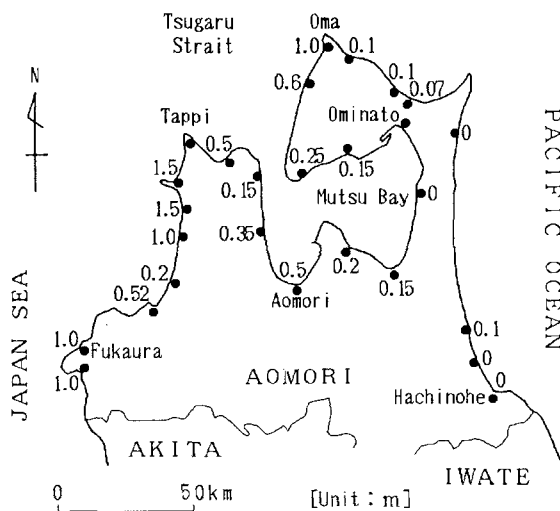 Tsugaru
Strait
Oma
1.0
0.1
N
0.6
0.1
0.07
Tappi
Ominato
0.5
0
1.5
0.15
0.25
0.15
Mutsu Bay
0
1.5
1.0
0.35
0.2
0.2
0.5
0.15
0.52
Aomori
1.0
Fukaura
1.0
0.1
0
0
Hachinohe
AOMORI
AKITA
IWATE
JAPAN SEA
PACIFIC OCEAN
0
50km
[Unit : m]